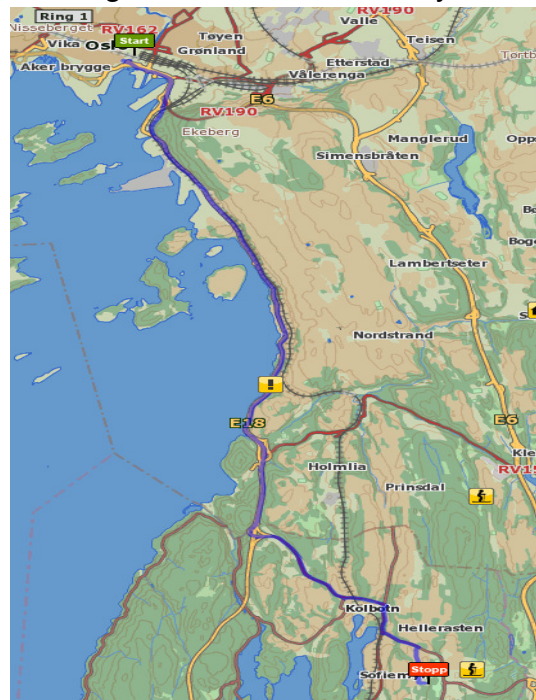 Ring 1
RV190
Valle
Nisseberget
RV162
Tøyen
Teisen
Vika
Start
Grønland
Etterstad
Aker brygge
Vålerenga
E6
RV190
Ekeberg
Manglerud
Simensbråten
Lambertseter
Nordstrand
E18
E6
Holmlia
Prinsdal
Kolbotn
Hellerasten
Stopp